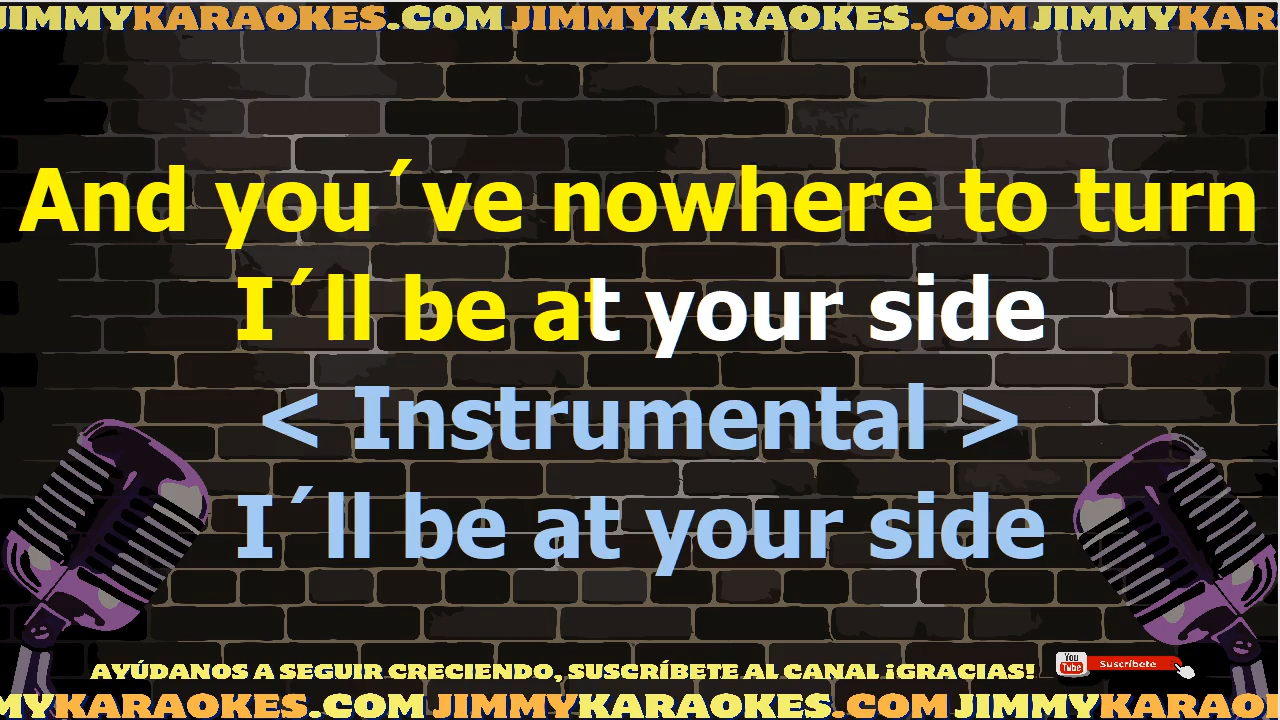 JIMMYKARAOKES.COM JIMMYKARAOKES.COM JIMMYKAR
And you´ve nowhere to turn
I´ll be at your side
< Instrumental >
I´ll be at your side
AYÚDANOS A SEGUIR CRECIENDO, SUSCRÍBETE AL CANAL ¡GRACIAS!
You Tube Suscríbete
MYKARAOKES.COM JIMMYKARAOKES.COM JIMMYKARAOK